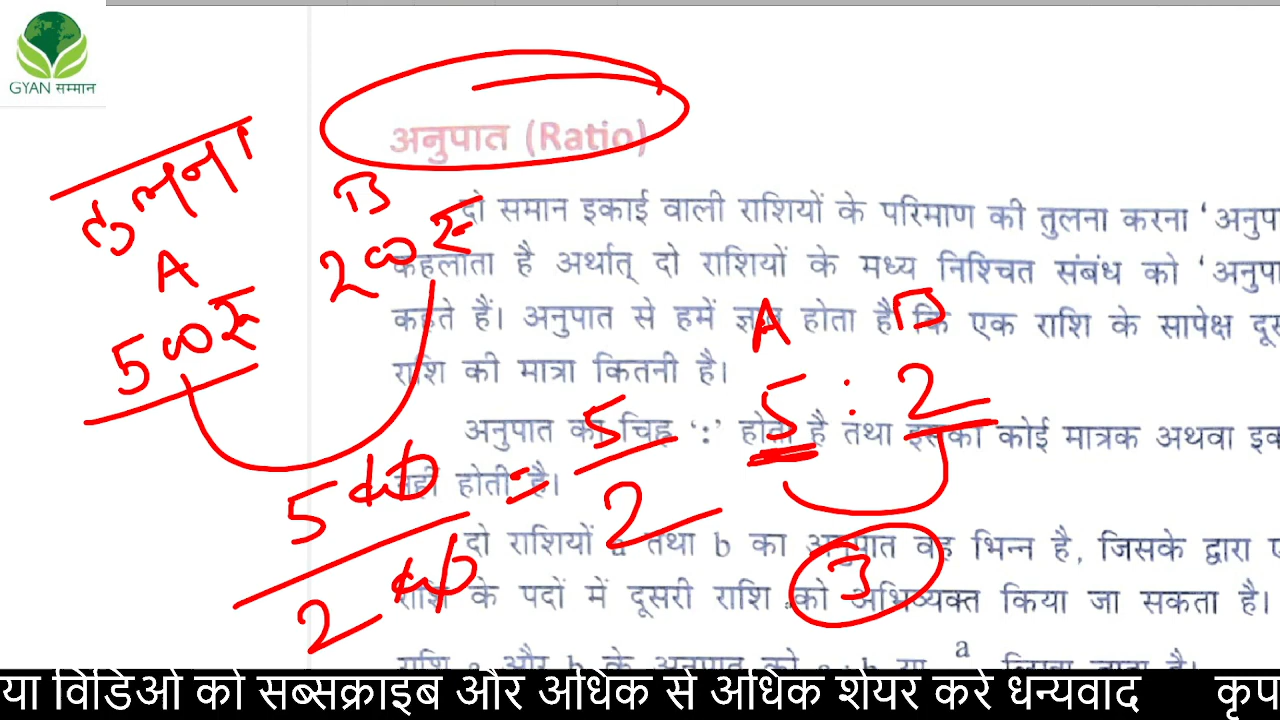 GYAN सम्मान
अनुपात (Ratio)
तुलना
A
500 रु
B
200 रु
दो समान इकाई वाली राशियों के परिमाण की तुलना करना 'अनुपा
कहलाता है अर्थात् दो राशियों के मध्य निश्चित संबंध को 'अनुपा
कहते हैं। अनुपात से हमें ज्ञात होता है कि एक राशि के सापेक्ष दूस
राशि की मात्रा कितनी है।
A B
5 : 2
अनुपात का चिह्न ':' होता है तथा इसका कोई मात्रक अथवा इक
नहीं होती है।
500
200
=
5
2
3
दो राशियों a तथा b का अनुपात वह भिन्न है, जिसके द्वारा ए
राशि के पदों में दूसरी राशि को अभिव्यक्त किया जा सकता है।
राशि a और b के अनुपात को a : b या a लिखा जाता है।
या विडिओ को सब्सक्राइब और अधिक से अधिक शेयर करे धन्यवाद कृप